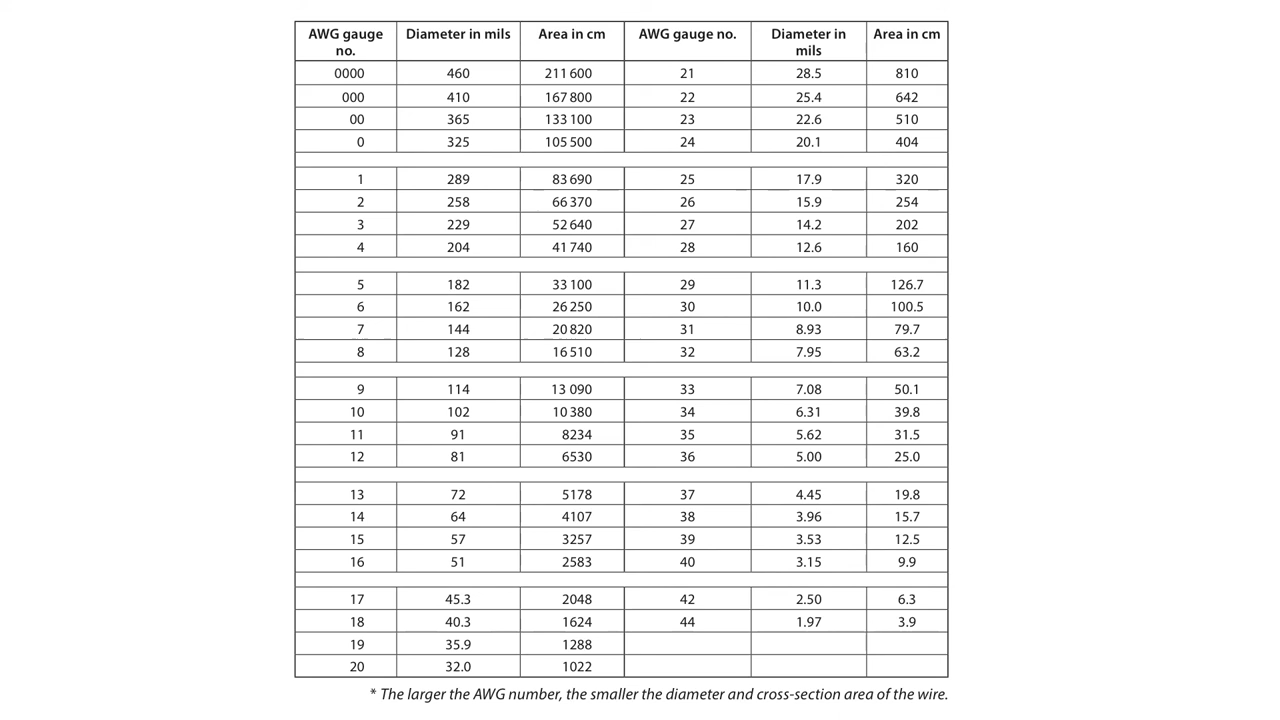 AWG gauge no. Diameter in mils Area in cm AWG gauge no. Diameter in mils Area in cm
0000 460 211 600 21 28.5 810
000 410 167 800 22 25.4 642
00 365 133 100 23 22.6 510
0 325 105 500 24 20.1 404
1 289 83 690 25 17.9 320
2 258 66 370 26 15.9 254
3 229 52 640 27 14.2 202
4 204 41 740 28 12.6 160
5 182 33 100 29 11.3 126.7
6 162 26 250 30 10.0 100.5
7 144 20 820 31 8.93 79.7
8 128 16 510 32 7.95 63.2
9 114 13 090 33 7.08 50.1
10 102 10 380 34 6.31 39.8
11 91 8234 35 5.62 31.5
12 81 6530 36 5.00 25.0
13 72 5178 37 4.45 19.8
14 64 4107 38 3.96 15.7
15 57 3257 39 3.53 12.5
16 51 2583 40 3.15 9.9
17 45.3 2048 42 2.50 6.3
18 40.3 1624 44 1.97 3.9
19 35.9 1288
20 32.0 1022
* The larger the AWG number, the smaller the diameter and cross-section area of the wire.